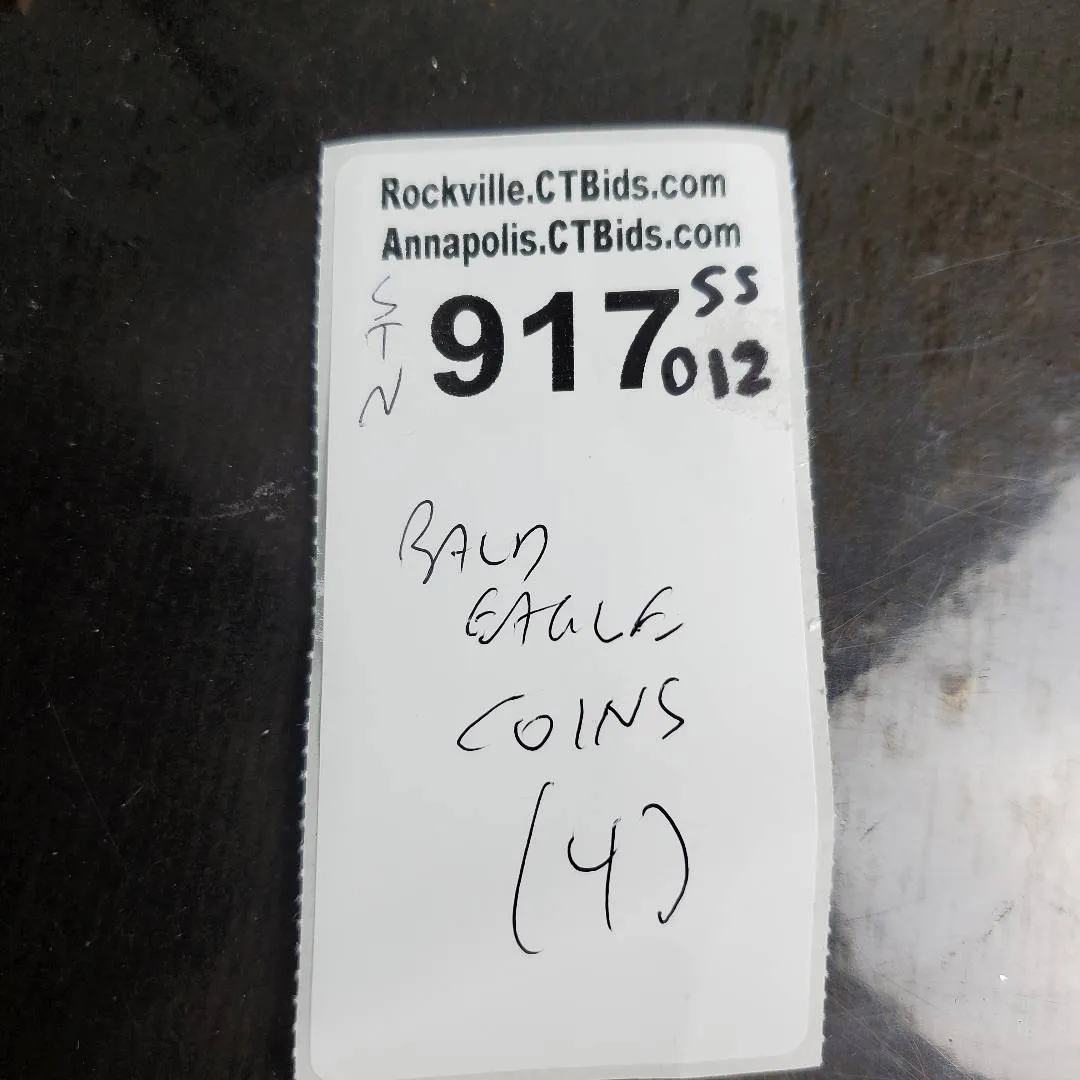 Rockville.CTBids.com
Annapolis.CTBids.com
STN
917
SS
012
BALD
EAGLE
COINS
(4)